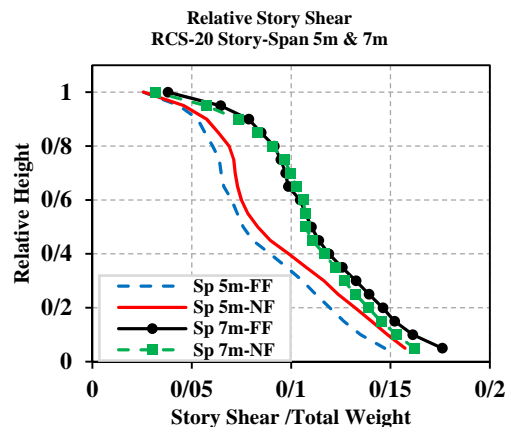 Relative Story Shear
RCS-20 Story-Span 5m & 7m
Relative Height
1
0/8
0/6
0/4
0/2
0
Sp 5m-FF
Sp 5m-NF
Sp 7m-FF
Sp 7m-NF
0 0/05 0/1 0/15 0/2
Story Shear /Total Weight